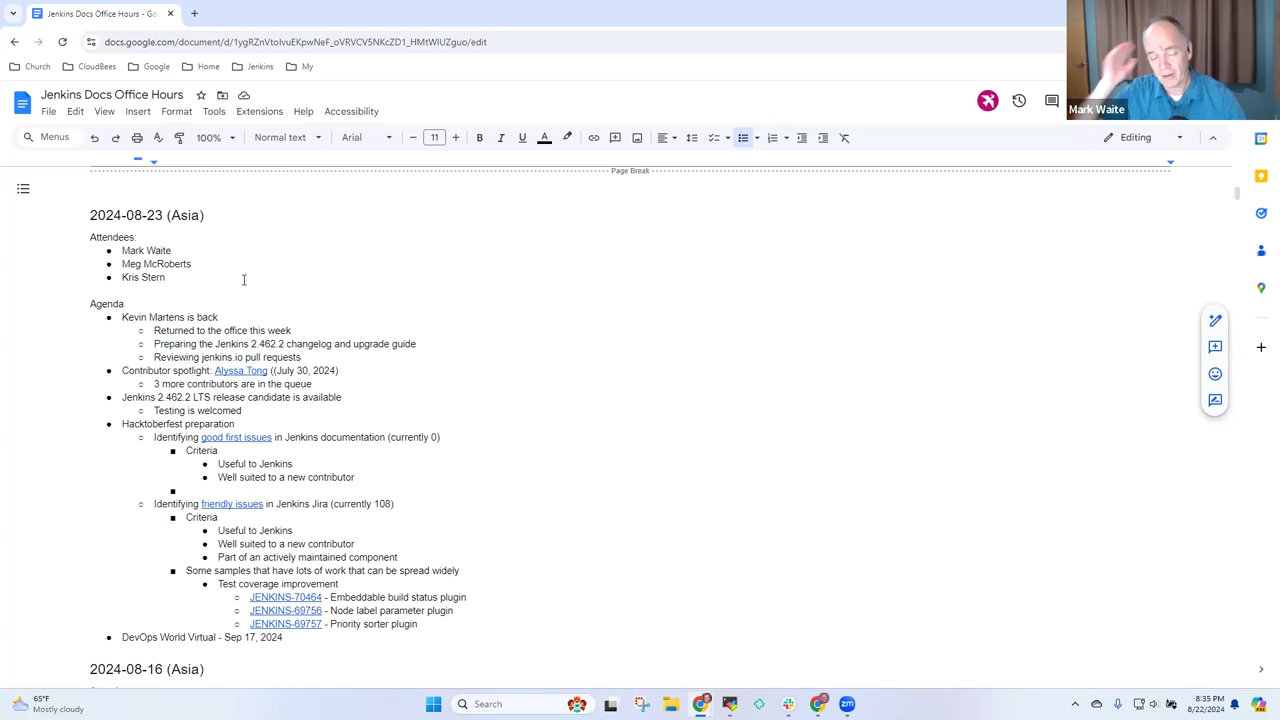 Jenkins Docs Office Hours - Go
docs.google.com/document/d/1ygRZnVtoIvuEKpwNeF_oVRVCV5NKcZD1_HMtWIUZguo/edit
Church CloudBees Google Home Jenkins My
Mark Waite
Jenkins Docs Office Hours
File Edit View Insert Format Tools Extensions Help Accessibility
Menus 100% Normal text Arial 11 B I U A Editing
Page Break
2024-08-23 (Asia)
Attendees:
● Mark Waite
● Meg McRoberts
● Kris Stern
Agenda
● Kevin Martens is back
○ Returned to the office this week
○ Preparing the Jenkins 2.462.2 changelog and upgrade guide
○ Reviewing jenkins.io pull requests
● Contributor spotlight: Alyssa Tong ((July 30, 2024)
○ 3 more contributors are in the queue
● Jenkins 2.462.2 LTS release candidate is available
○ Testing is welcomed
● Hacktoberfest preparation
○ Identifying good first issues in Jenkins documentation (currently 0)
■ Criteria
● Useful to Jenkins
● Well suited to a new contributor
■
○ Identifying friendly issues in Jenkins Jira (currently 108)
■ Criteria
● Useful to Jenkins
● Well suited to a new contributor
● Part of an actively maintained component
■ Some samples that have lots of work that can be spread widely
● Test coverage improvement
○ JENKINS-70464 - Embeddable build status plugin
○ JENKINS-69756 - Node label parameter plugin
○ JENKINS-69757 - Priority sorter plugin
● DevOps World Virtual - Sep 17, 2024
2024-08-16 (Asia)
65°F
Mostly cloudy
Search
8:35 PM
8/22/2024